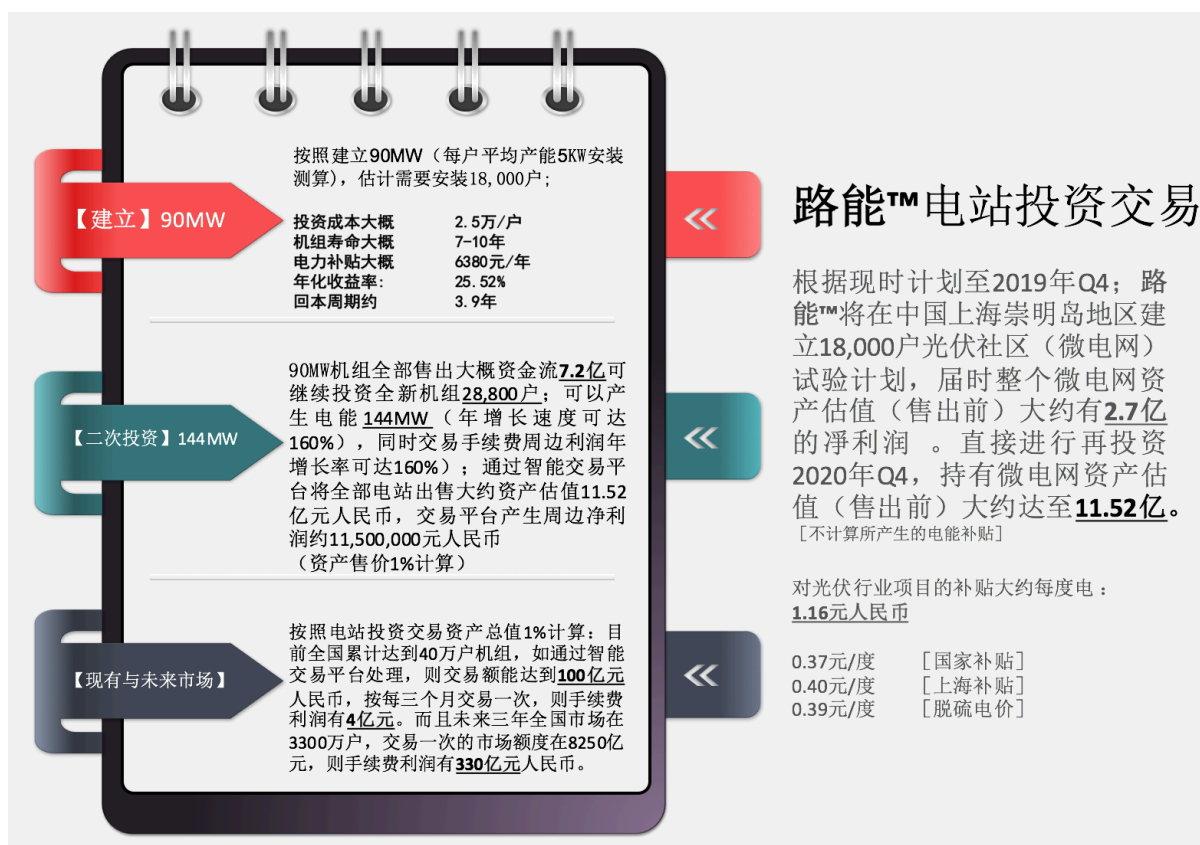 【建立】90MW
按照建立90MW（每户平均产能5KW安装
测算），估计需要安装18,000户;
投资成本大概 2.5万/户
机组寿命大概 7-10年
电力补贴大概 6380元/年
年化收益率: 25.52%
回本周期约 3.9年
【二次投资】144MW
90MW机组全部售出大概资金流7.2亿可
继续投资全新机组28,800户；可以产
生电能144MW（年增长速度可达
160%），同时交易手续费周边利润年
增长率可达160%）；通过智能交易平
台将全部电站出售大约资产估值11.52
亿元人民币，交易平台产生周边净利
润约11,500,000元人民币
（资产售价1%计算）
【现有与未来市场】
按照电站投资交易资产总值1%计算：目
前全国累计达到40万户机组，如通过智能
交易平台处理，则交易额能达到100亿元
人民币，按每三个月交易一次，则手续费
利润有4亿元。而且未来三年全国市场在
3300万户，交易一次的市场额度在8250亿
元，则手续费利润有330亿元人民币。
路能™电站投资交易
根据现时计划至2019年Q4；路
能™将在中国上海崇明岛地区建
立18,000户光伏社区（微电网）
试验计划，届时整个微电网资
产估值（售出前）大约有2.7亿
的凈利润 。直接进行再投资
2020年Q4，持有微电网资产估
值（售出前）大约达至11.52亿。
［不计算所产生的电能补贴］
对光伏行业项目的补贴大约每度电：
1.16元人民币
0.37元/度 ［国家补贴］
0.40元/度 ［上海补贴］
0.39元/度 ［脱硫电价］